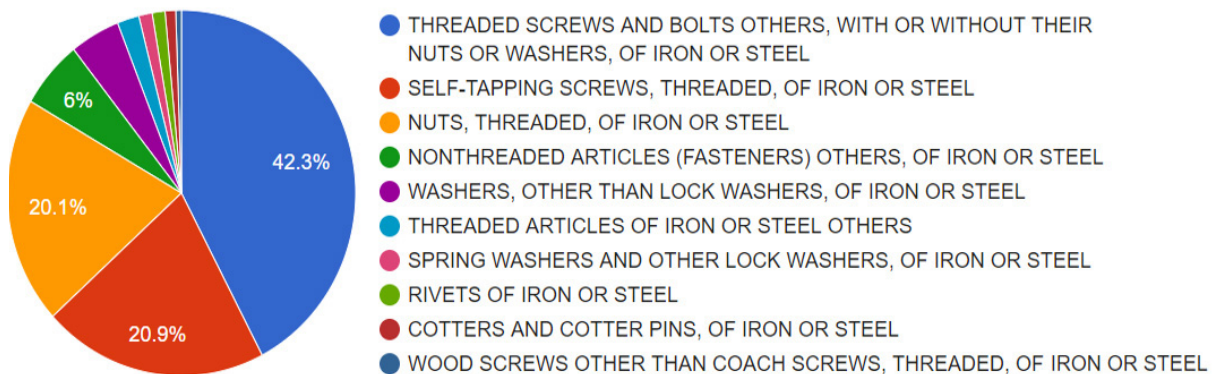 42.3%
20.9%
20.1%
6%
THREADED SCREWS AND BOLTS OTHERS, WITH OR WITHOUT THEIR
NUTS OR WASHERS, OF IRON OR STEEL
SELF-TAPPING SCREWS, THREADED, OF IRON OR STEEL
NUTS, THREADED, OF IRON OR STEEL
NONTHREADED ARTICLES (FASTENERS) OTHERS, OF IRON OR STEEL
WASHERS, OTHER THAN LOCK WASHERS, OF IRON OR STEEL
THREADED ARTICLES OF IRON OR STEEL OTHERS
SPRING WASHERS AND OTHER LOCK WASHERS, OF IRON OR STEEL
RIVETS OF IRON OR STEEL
COTTERS AND COTTER PINS, OF IRON OR STEEL
WOOD SCREWS OTHER THAN COACH SCREWS, THREADED, OF IRON OR STEEL